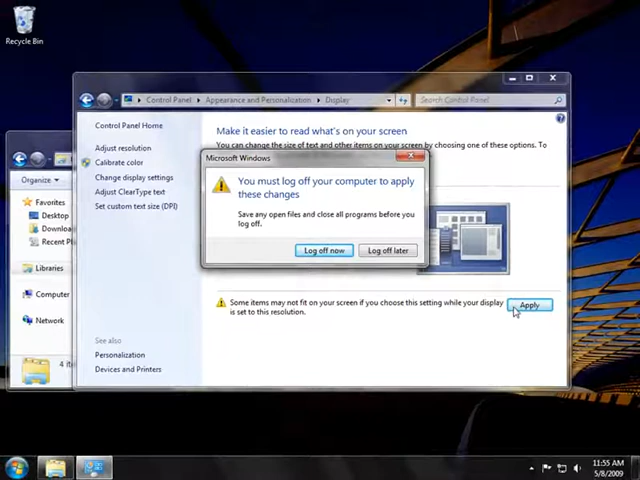 Recycle Bin
Control Panel
Appearance and Personalization
Display
Search Control Panel
Control Panel Home
Adjust resolution
Calibrate color
Change display settings
Adjust ClearType text
Set custom text size (DPI)
See also
Personalization
Devices and Printers
Make it easier to read what's on your screen
You can change the size of text and other items on your screen by choosing one of these options. To
Microsoft Windows
You must log off your computer to apply
these changes
Save any open files and close all programs before you
log off.
Log off now
Log off later
Some items may not fit on your screen if you choose this setting while your display
is set to this resolution.
Apply
Organize
Favorites
Desktop
Downloa
Recent Pl
Libraries
Computer
Network
4 it
11:55 AM
5/8/2009